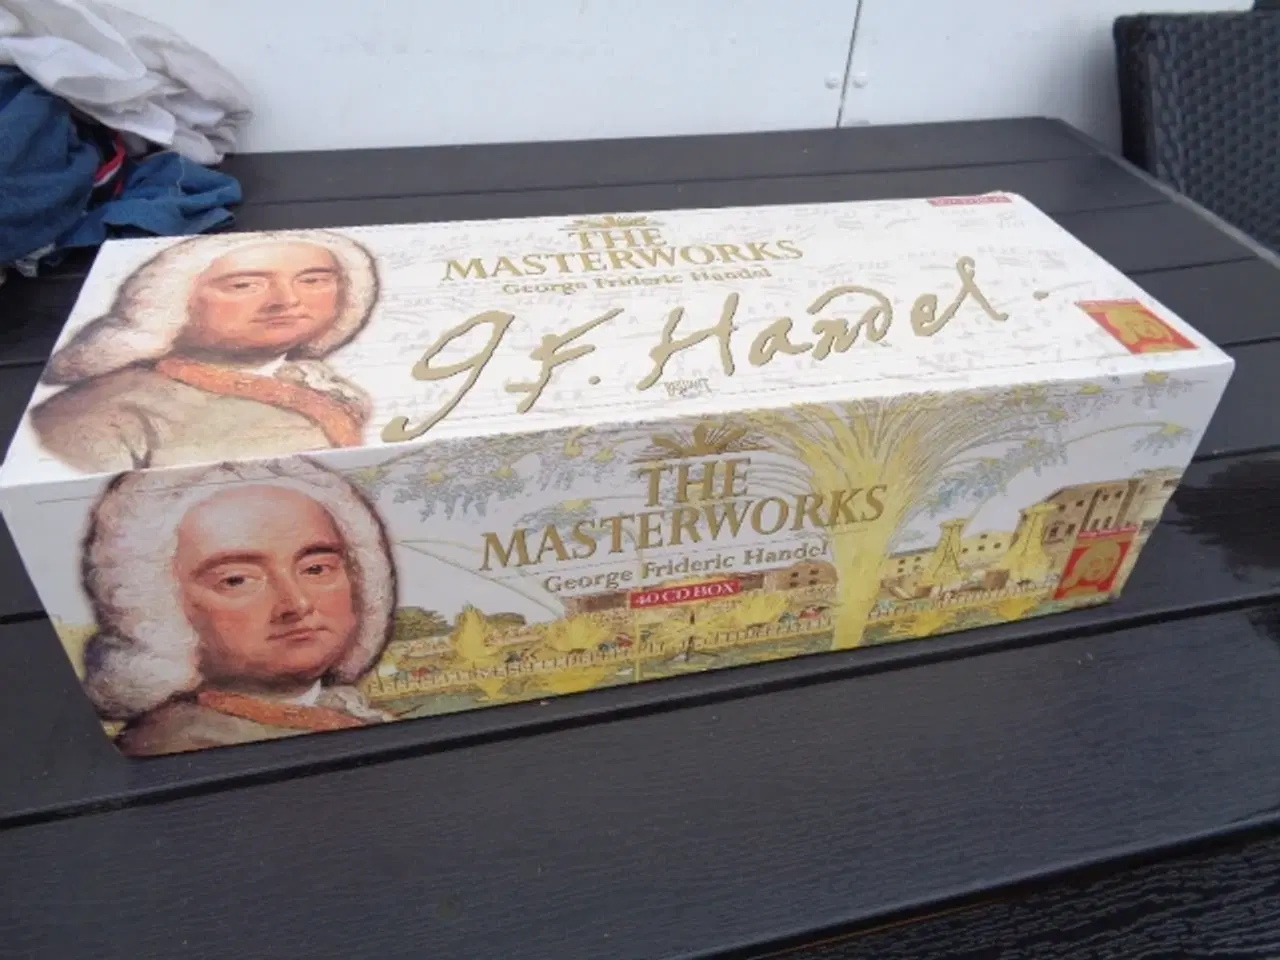 THE
MASTERWORKS
George Frideric Handel
G.F. Handel.
THE
MASTERWORKS
George Frideric Handel
40 CD BOX